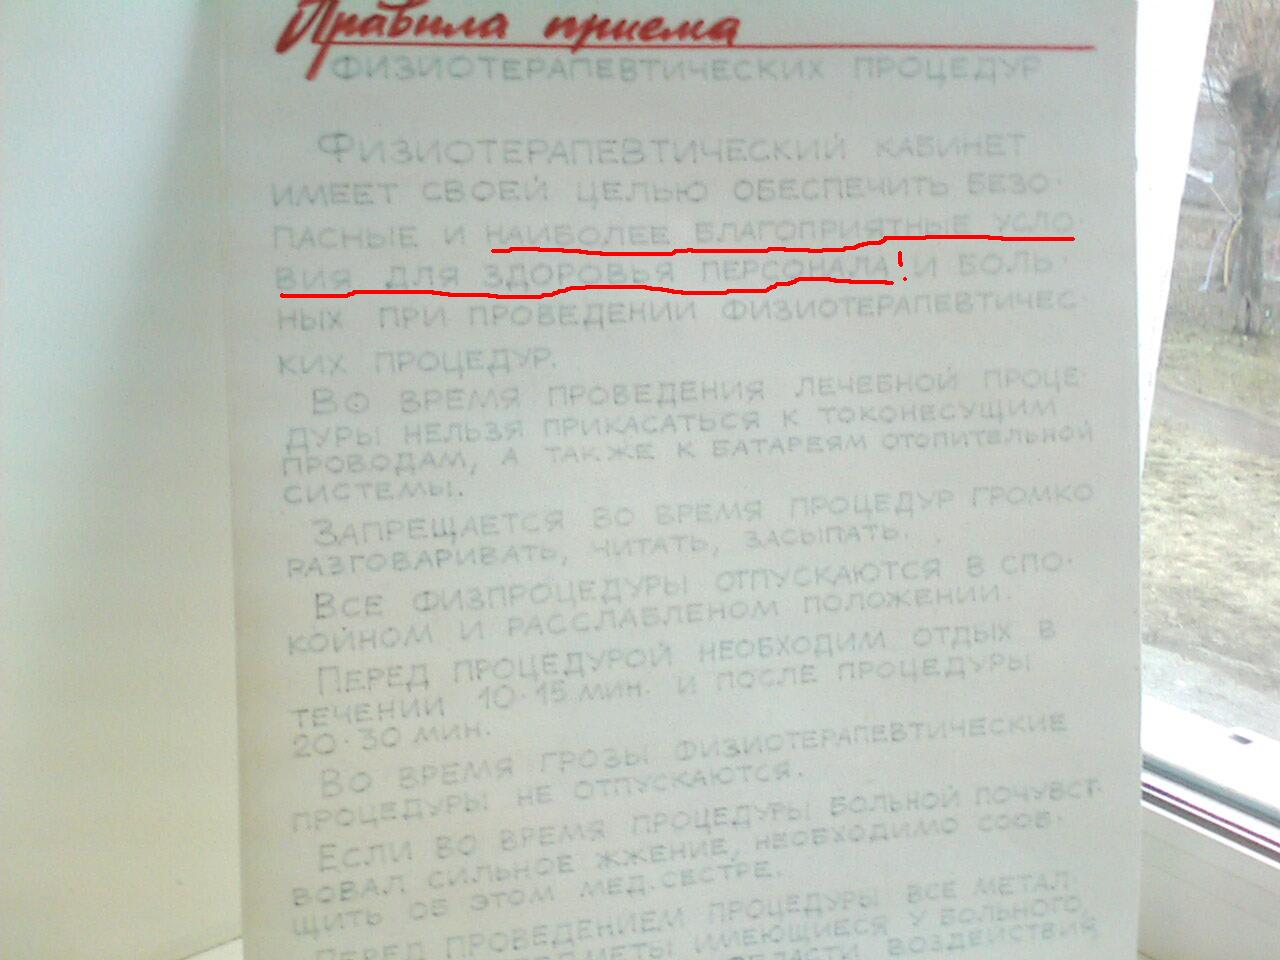 Правила приема
ФИЗИОТЕРАПЕВТИЧЕСКИХ ПРОЦЕДУР
ФИЗИОТЕРАПЕВТИЧЕСКИЙ КАБИНЕТ
ИМЕЕТ СВОЕЙ ЦЕЛЬЮ ОБЕСПЕЧИТЬ БЕЗО-
ПАСНЫЕ И НАИБОЛЕЕ БЛАГОПРИЯТНЫЕ УСЛО-
ВИЯ ДЛЯ ЗДОРОВЬЯ ПЕРСОНАЛА ! И БОЛЬ-
НЫХ ПРИ ПРОВЕДЕНИИ ФИЗИОТЕРАПЕВТИЧЕС-
КИХ ПРОЦЕДУР.
ВО ВРЕМЯ ПРОВЕДЕНИЯ ЛЕЧЕБНОЙ ПРОЦЕ-
ДУРЫ НЕЛЬЗЯ ПРИКАСАТЬСЯ К ТОКОНЕСУЩИМ
ПРОВОДАМ, А ТАКЖЕ К БАТАРЕЯМ ОТОПИТЕЛЬНОЙ
СИСТЕМЫ.
ЗАПРЕЩАЕТСЯ ВО ВРЕМЯ ПРОЦЕДУР ГРОМКО
РАЗГОВАРИВАТЬ, ЧИТАТЬ, ЗАСЫПАТЬ.
ВСЕ ФИЗПРОЦЕДУРЫ ОТПУСКАЮТСЯ В СПО-
КОЙНОМ И РАССЛАБЛЕНОМ ПОЛОЖЕНИИ.
ПЕРЕД ПРОЦЕДУРОЙ НЕОБХОДИМ ОТДЫХ В
ТЕЧЕНИИ 10-15 МИН. И ПОСЛЕ ПРОЦЕДУРЫ
20-30 МИН.
ВО ВРЕМЯ ГРОЗЫ ФИЗИОТЕРАПЕВТИЧЕСКИЕ
ПРОЦЕДУРЫ НЕ ОТПУСКАЮТСЯ.
ЕСЛИ ВО ВРЕМЯ ПРОЦЕДУРЫ БОЛЬНОЙ ПОЧУВСТ-
ВОВАЛ СИЛЬНОЕ ЖЖЕНИЕ, НЕОБХОДИМО СООБ-
ЩИТЬ ОБ ЭТОМ МЕД. СЕСТРЕ.
ПЕРЕД ПРОВЕДЕНИЕМ ПРОЦЕДУРЫ ВСЕ МЕТАЛ-
ИМЕЮЩИЕСЯ У БОЛЬНОГО,
ВОЗДЕЙСТВИЯ